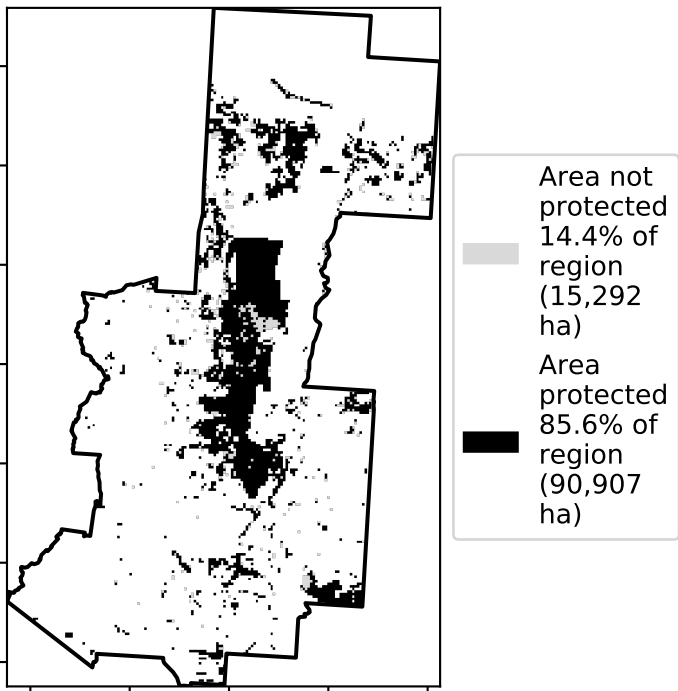 Area not
protected
14.4% of
region
(15,292
ha)
Area
protected
85.6% of
region
(90,907
ha)